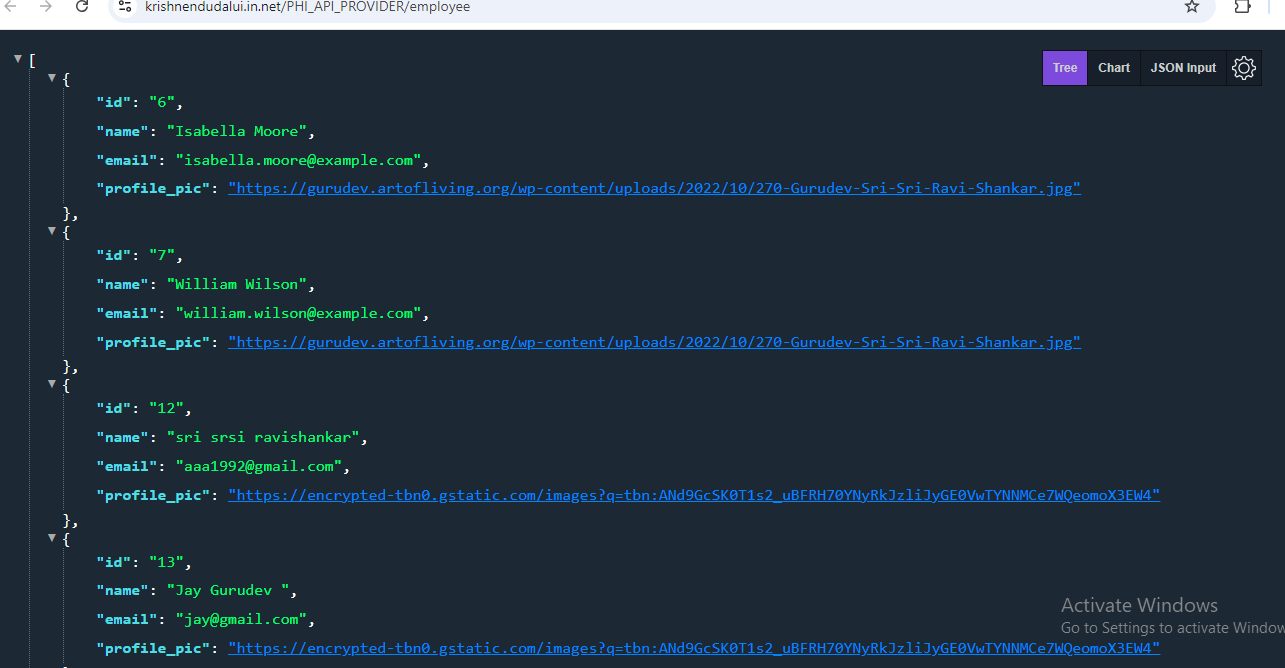 krishnendudalui.in.net/PHI_API_PROVIDER/employee
Tree Chart JSON Input
[
{
"id": "6",
"name": "Isabella Moore",
"email": "isabella.moore@example.com",
"profile_pic": "https://gurudev.artofliving.org/wp-content/uploads/2022/10/270-Gurudev-Sri-Sri-Ravi-Shankar.jpg"
},
{
"id": "7",
"name": "William Wilson",
"email": "william.wilson@example.com",
"profile_pic": "https://gurudev.artofliving.org/wp-content/uploads/2022/10/270-Gurudev-Sri-Sri-Ravi-Shankar.jpg"
},
{
"id": "12",
"name": "sri srsi ravishankar",
"email": "aaa1992@gmail.com",
"profile_pic": "https://encrypted-tbn0.gstatic.com/images?q=tbn:ANd9GcSK0T1s2_uBFRH70YNyRkJzliJyGE0VwTYNNMCe7WQeomoX3EW4"
},
{
"id": "13",
"name": "Jay Gurudev ",
"email": "jay@gmail.com",
"profile_pic": "https://encrypted-tbn0.gstatic.com/images?q=tbn:ANd9GcSK0T1s2_uBFRH70YNyRkJzliJyGE0VwTYNNMCe7WQeomoX3EW4"
Activate Windows
Go to Settings to activate Window